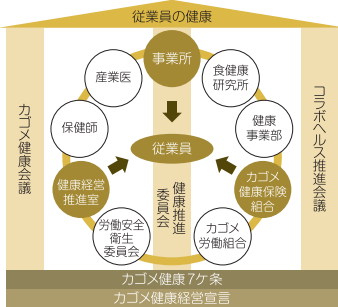 従業員の健康
事業所
産業医
食健康
研究所
保健師
健康
事業部
従業員
健康経営
推進室
カゴメ
健康保険
組合
労働安全
衛生
委員会
カゴメ
労働組合
健康推進
委員会
カゴメ健康会議
コラボヘルス推進会議
カゴメ健康7ケ条
カゴメ健康経営宣言